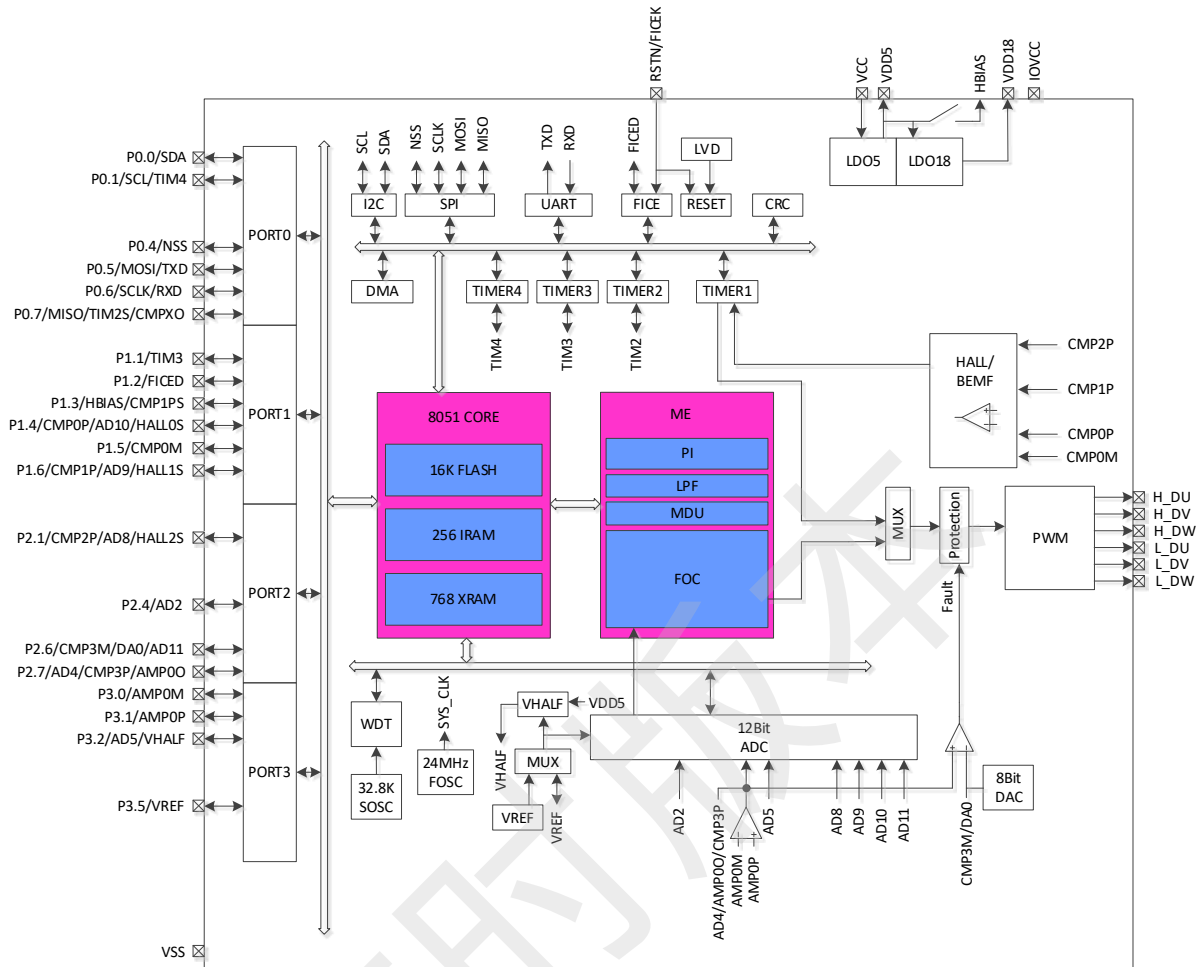 RSTN/FICEK
VCC
VDD5
HBIAS
VDD18
IOVCC
SCL
SDA
NSS
SCLK
MOSI
MISO
TXD
RXD
FICED
LVD
LDO5
LDO18
I2C
SPI
UART
FICE
RESET
CRC
DMA
TIMER4
TIMER3
TIMER2
TIMER1
TIM4
TIM3
TIM2
P0.0/SDA
P0.1/SCL/TIM4
P0.4/NSS
P0.5/MOSI/TXD
P0.6/SCLK/RXD
P0.7/MISO/TIM2S/CMPXO
P1.1/TIM3
P1.2/FICED
P1.3/HBIAS/CMP1PS
P1.4/CMP0P/AD10/HALL0S
P1.5/CMP0M
P1.6/CMP1P/AD9/HALL1S
P2.1/CMP2P/AD8/HALL2S
P2.4/AD2
P2.6/CMP3M/DA0/AD11
P2.7/AD4/CMP3P/AMP0O
P3.0/AMP0M
P3.1/AMP0P
P3.2/AD5/VHALF
P3.5/VREF
VSS
PORT0
PORT1
PORT2
PORT3
8051 CORE
16K FLASH
256 IRAM
768 XRAM
ME
PI
LPF
MDU
FOC
HALL/
BEMF
CMP2P
CMP1P
CMP0P
CMP0M
MUX
Protection
Fault
PWM
H_DU
H_DV
H_DW
L_DU
L_DV
L_DW
WDT
32.8K
SOSC
SYS_CLK
24MHz
FOSC
VHALF
VDD5
VHALF
MUX
VREF
VREF
12Bit
ADC
AD2
AD4/AMP0O/CMP3P
AMP0M
AMP0P
AD5
AD8
AD9
AD10
AD11
CMP3M/DA0
8Bit
DAC
时版本